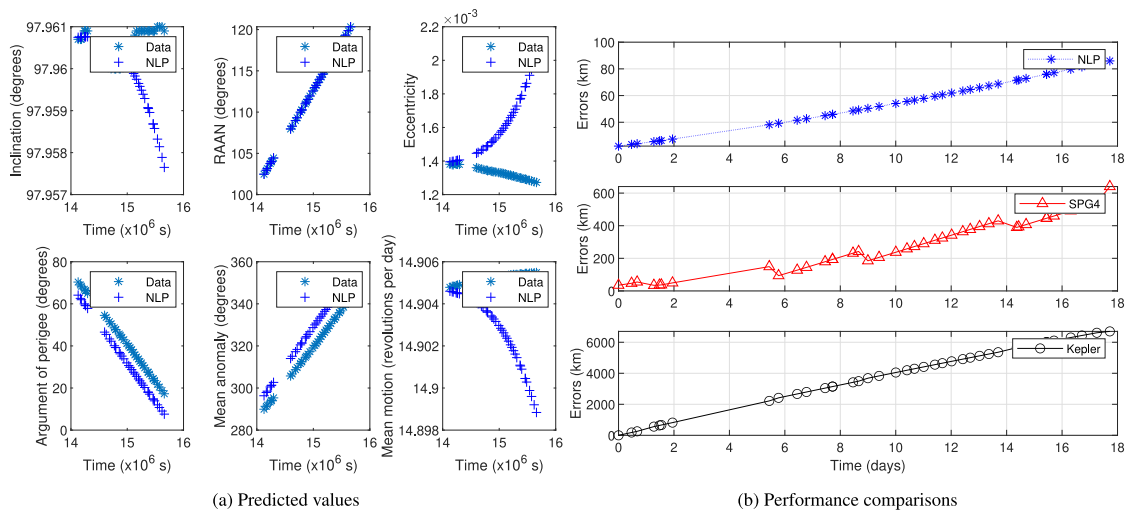 97.961
97.96
97.959
97.958
97.957
Inclination (degrees)
Data
NLP
14 15 16
Time (x10^6 s)
120
115
110
105
100
RAAN (degrees)
Data
NLP
14 15 16
Time (x10^6 s)
×10^-3
2.2
2
1.8
1.6
1.4
1.2
Eccentricity
Data
NLP
14 15 16
Time (x10^6 s)
80
60
40
20
0
Argument of perigee (degrees)
Data
NLP
14 15 16
Time (x10^6 s)
360
340
320
300
280
Mean anomaly (degrees)
Data
NLP
14 15 16
Time (x10^6 s)
14.906
14.904
14.902
14.9
14.898
Mean motion (revolutions per day)
Data
NLP
14 15 16
Time (x10^6 s)
(a) Predicted values
100
80
60
40
Errors (km)
NLP
0 2 4 6 8 10 12 14 16 18
600
400
200
0
Errors (km)
SPG4
0 2 4 6 8 10 12 14 16 18
6000
4000
2000
0
Errors (km)
Kepler
0 2 4 6 8 10 12 14 16 18
Time (days)
(b) Performance comparisons